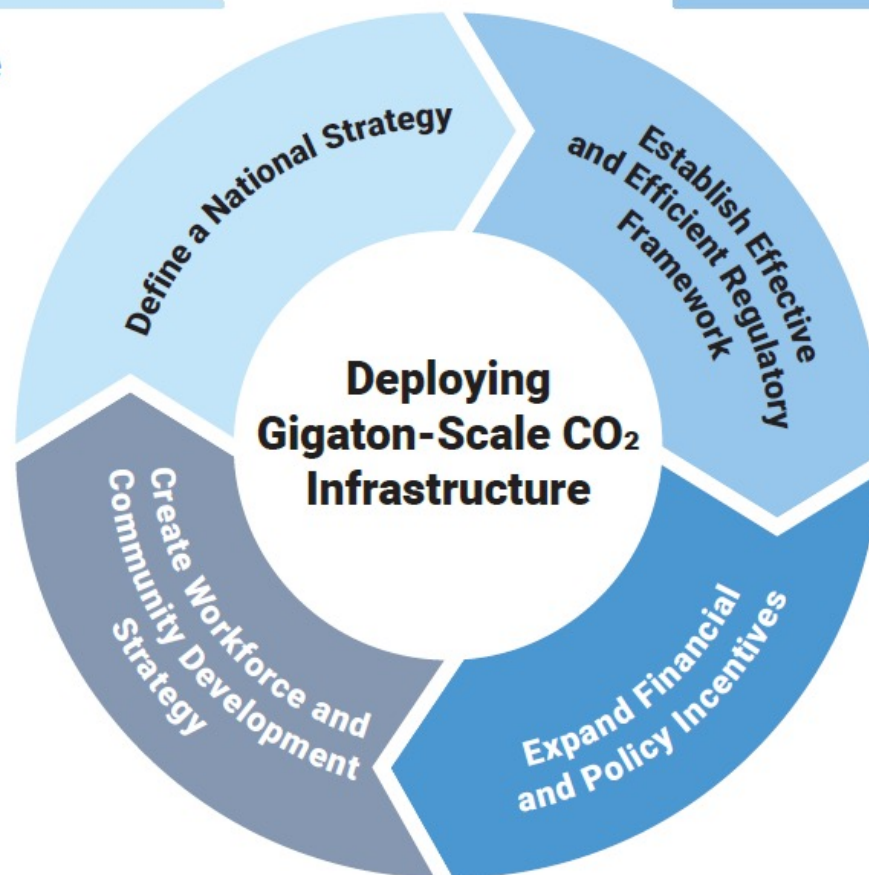 Define a National Strategy
Establish Effective
and Efficient Regulatory
Framework
Deploying
Gigaton-Scale CO₂
Infrastructure
Create Workforce and
Community Development
Strategy
Expand Financial
and Policy Incentives